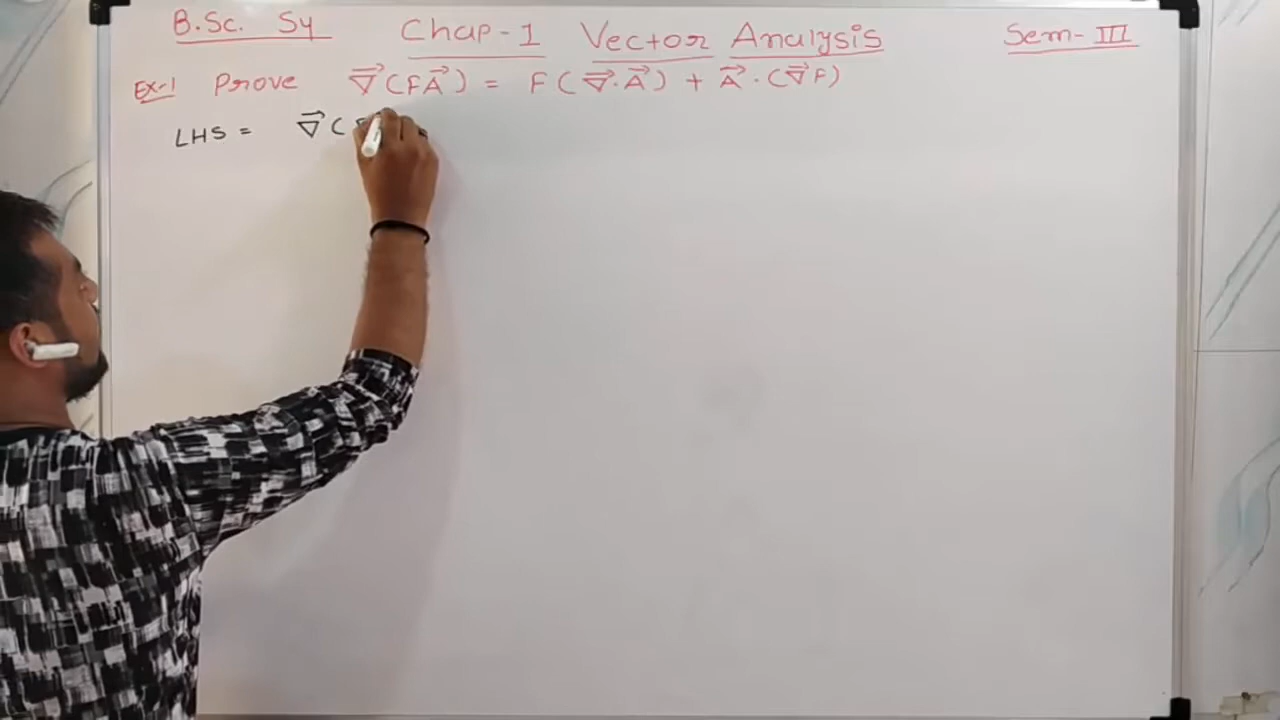 B.Sc. Sy Chap-1 Vector Analysis Sem-III
Ex-1 Prove ∇⃗(FA⃗) = F(∇⃗·A⃗) + A⃗·(∇⃗F)
LHS = ∇⃗(